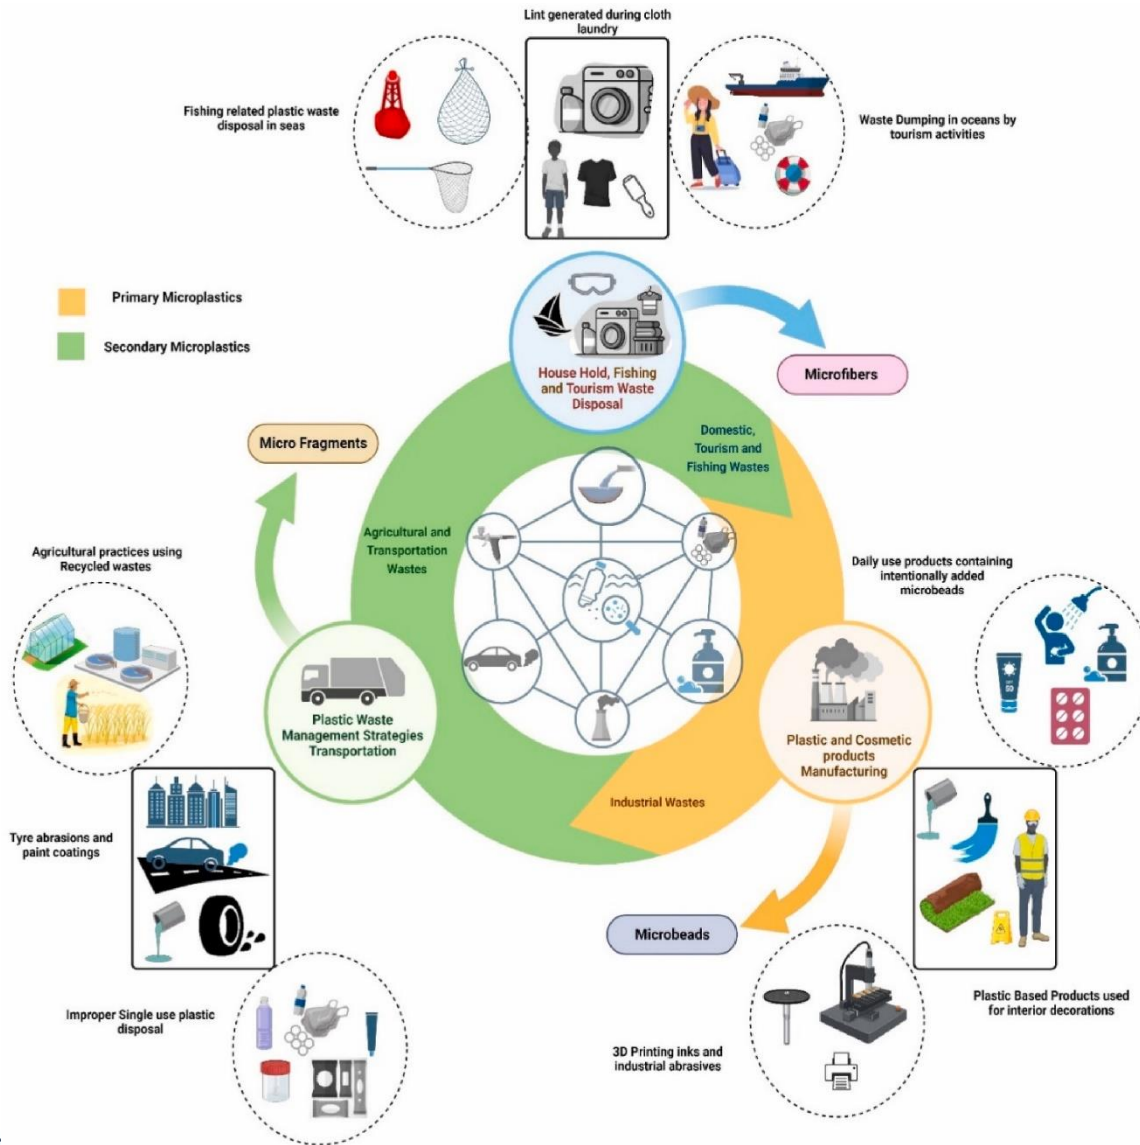 Lint generated during cloth
laundry
Fishing related plastic waste
disposal in seas
Waste Dumping in oceans by
tourism activities
Primary Microplastics
Secondary Microplastics
House Hold, Fishing
and Tourism Waste
Disposal
Microfibers
Micro Fragments
Domestic,
Tourism and
Fishing Wastes
Agricultural and
Transportation
Wastes
Agricultural practices using
Recycled wastes
Daily use products containing
intentionally added
microbeads
Plastic Waste
Management Strategies
Transportation
Plastic and Cosmetic
products
Manufacturing
Industrial Wastes
Tyre abrasions and
paint coatings
Microbeads
Improper Single use plastic
disposal
Plastic Based Products used
for interior decorations
3D Printing inks and
industrial abrasives